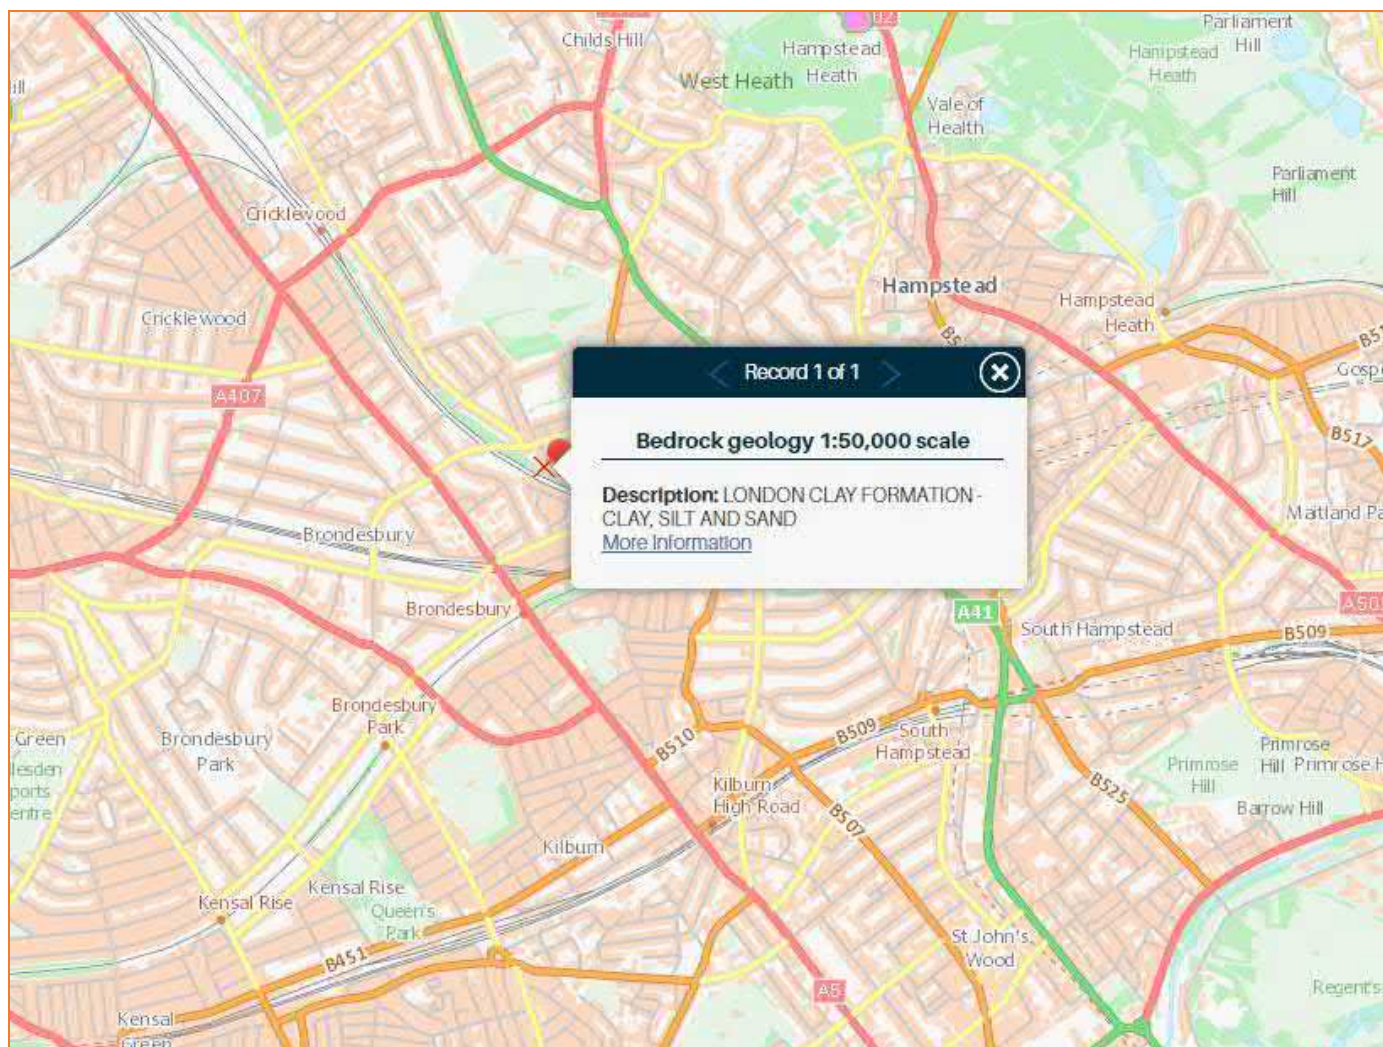 Childs Hill
Hampstead
Heath
West Heath
Parliament
Hill
Hampstead
Heath
Vale of
Health
Parliament
Hill
Cricklewood
Hampstead
Hampstead
Heath
Cricklewood
A407
Record 1 of 1
Bedrock geology 1:50,000 scale
Description: LONDON CLAY FORMATION -
CLAY, SILT AND SAND
More Information
B517
Brondesbury
Brondesbury
A41
South Hampstead
B509
Brondesbury
Park
Green
Brondesbury
Park
B510
B509
South
Hampstead
Primrose
Hill
Primrose
Hill
Kilburn
High Road
B525
Barrow Hill
B507
Kilburn
Kensal Rise
Kensal Rise
Queen's
Park
B451
St John's
Wood
A5
Regent's
Kensal
Green